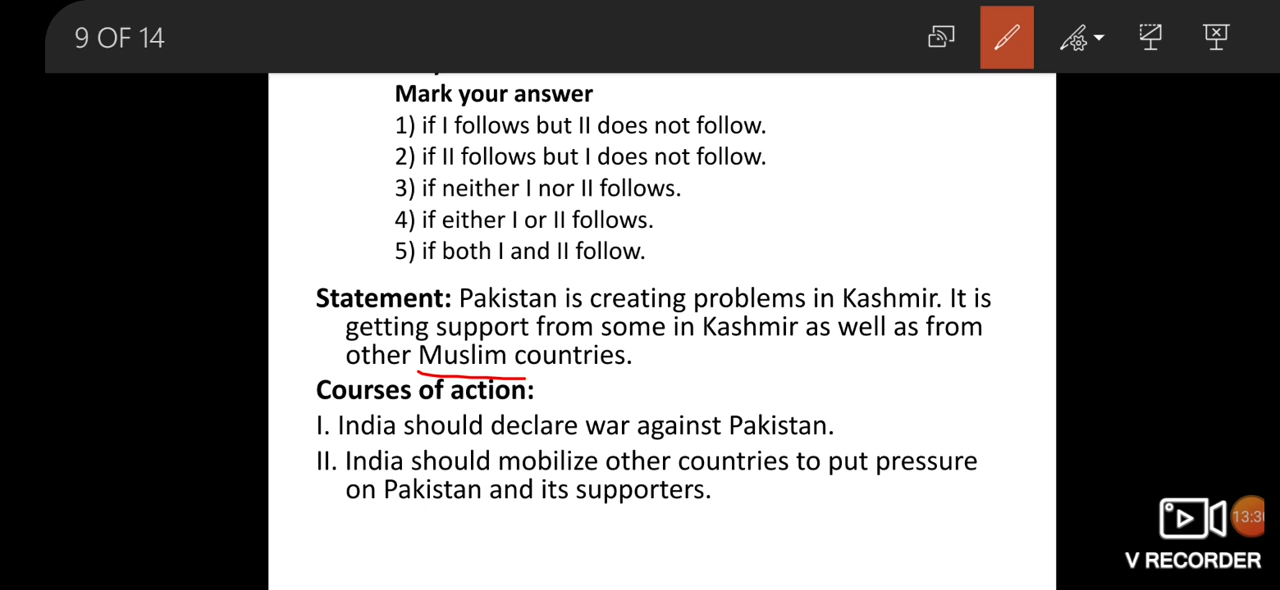 9 OF 14
Mark your answer
1) if I follows but II does not follow.
2) if II follows but I does not follow.
3) if neither I nor II follows.
4) if either I or II follows.
5) if both I and II follow.
Statement: Pakistan is creating problems in Kashmir. It is
getting support from some in Kashmir as well as from
other Muslim countries.
Courses of action:
I. India should declare war against Pakistan.
II. India should mobilize other countries to put pressure
on Pakistan and its supporters.
V RECORDER